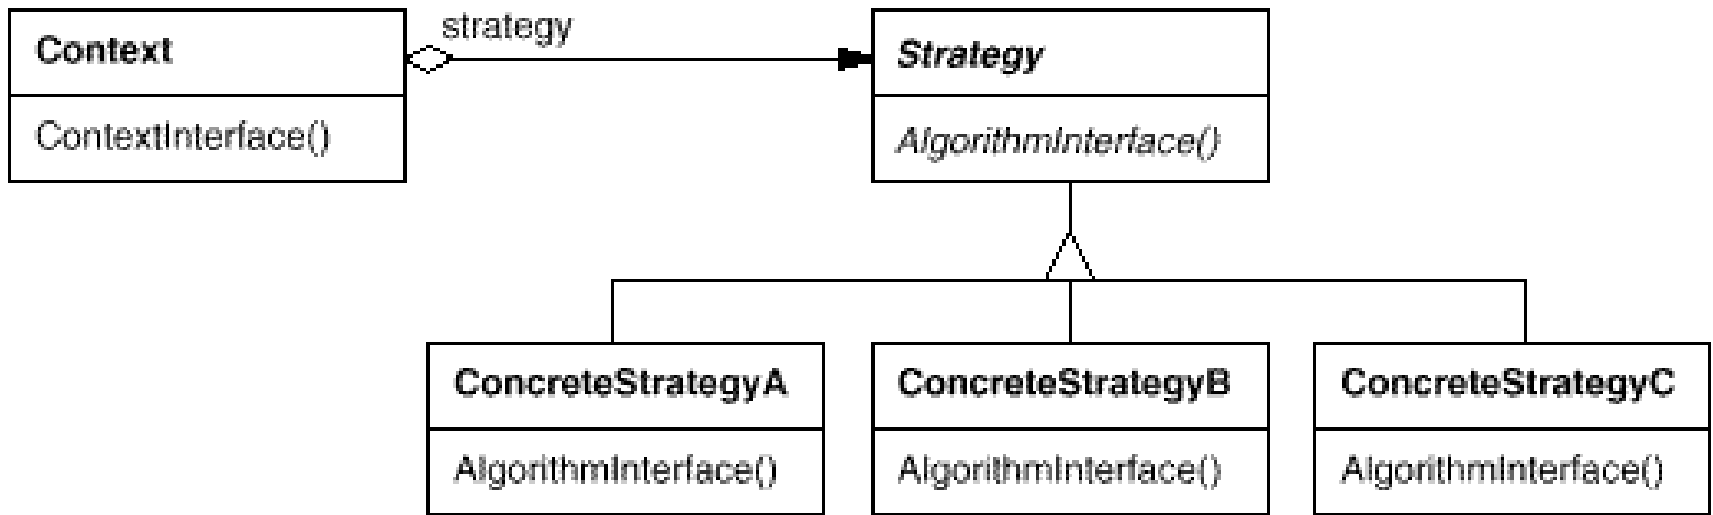 Context
ContextInterface()
strategy
Strategy
AlgorithmInterface()
ConcreteStrategyA
AlgorithmInterface()
ConcreteStrategyB
AlgorithmInterface()
ConcreteStrategyC
AlgorithmInterface()